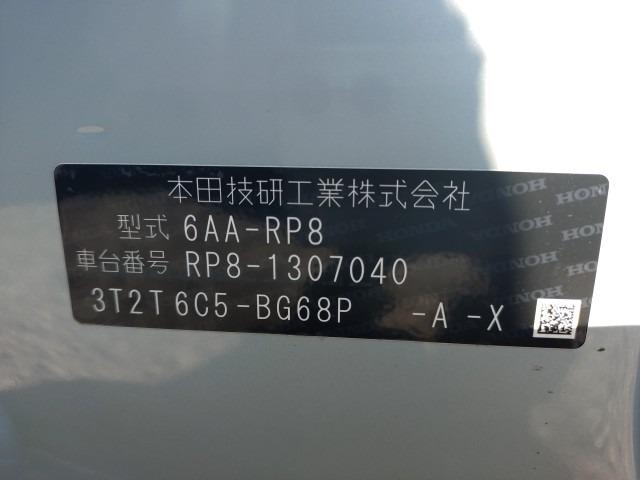 本田技研工業株式会社
型式 6AA-RP8
車台番号 RP8-1307040
3T2T6C5-BG68P -A-X
HONDA